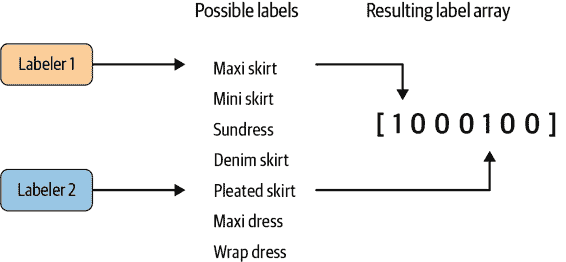 Possible labels
Resulting label array
Labeler 1
Maxi skirt
Mini skirt
Sundress
Denim skirt
Labeler 2
Pleated skirt
Maxi dress
Wrap dress
[ 1 0 0 0 1 0 0 ]